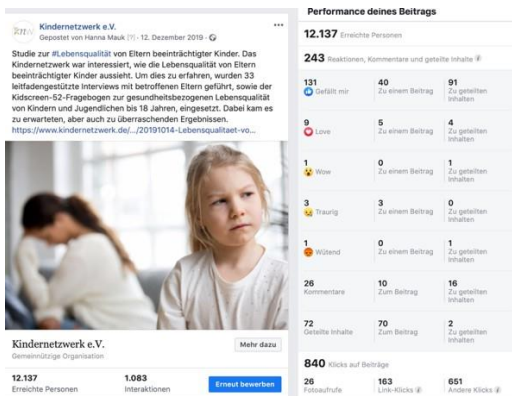 Kindernetzwerk e.V.
Gepostet von Hanna Mauk [?] · 12. Dezember 2019 ·
Studie zur #Lebensqualität von Eltern beeinträchtigter Kinder. Das
Kindernetzwerk war interessiert, wie die Lebensqualität von Eltern
beeinträchtigter Kinder aussieht. Um dies zu erfahren, wurden 33
leitfadengestützte Interviews mit betroffenen Eltern geführt, sowie der
Kidscreen-52-Fragebogen zur gesundheitsbezogenen Lebensqualität
von Kindern und Jugendlichen bis 18 Jahren, eingesetzt. Dabei kam es
zu erwarteten, aber auch zu überraschenden Ergebnissen.
https://www.kindernetzwerk.de/.../20191014-Lebensqualitaet-vo...
Kindernetzwerk e.V.
Gemeinnützige Organisation
Mehr dazu
12.137
Erreichte Personen
1.083
Interaktionen
Erneut bewerben
Performance deines Beitrags
12.137 Erreichte Personen
243 Reaktionen, Kommentare und geteilte Inhalte
131
Gefällt mir
40
Zu einem Beitrag
91
Zu geteilten
Inhalten
9
Love
5
Zu einem Beitrag
4
Zu geteilten
Inhalten
1
Wow
0
Zu einem Beitrag
1
Zu geteilten
Inhalten
3
Traurig
3
Zu einem Beitrag
0
Zu geteilten
Inhalten
1
Wütend
0
Zu einem Beitrag
1
Zu geteilten
Inhalten
26
Kommentare
10
Zum Beitrag
16
Zu geteilten
Inhalten
72
Geteilte Inhalte
70
Zum Beitrag
2
Zu geteilten
Inhalten
840 Klicks auf Beiträge
26
Fotoaufrufe
163
Link-Klicks
651
Andere Klicks